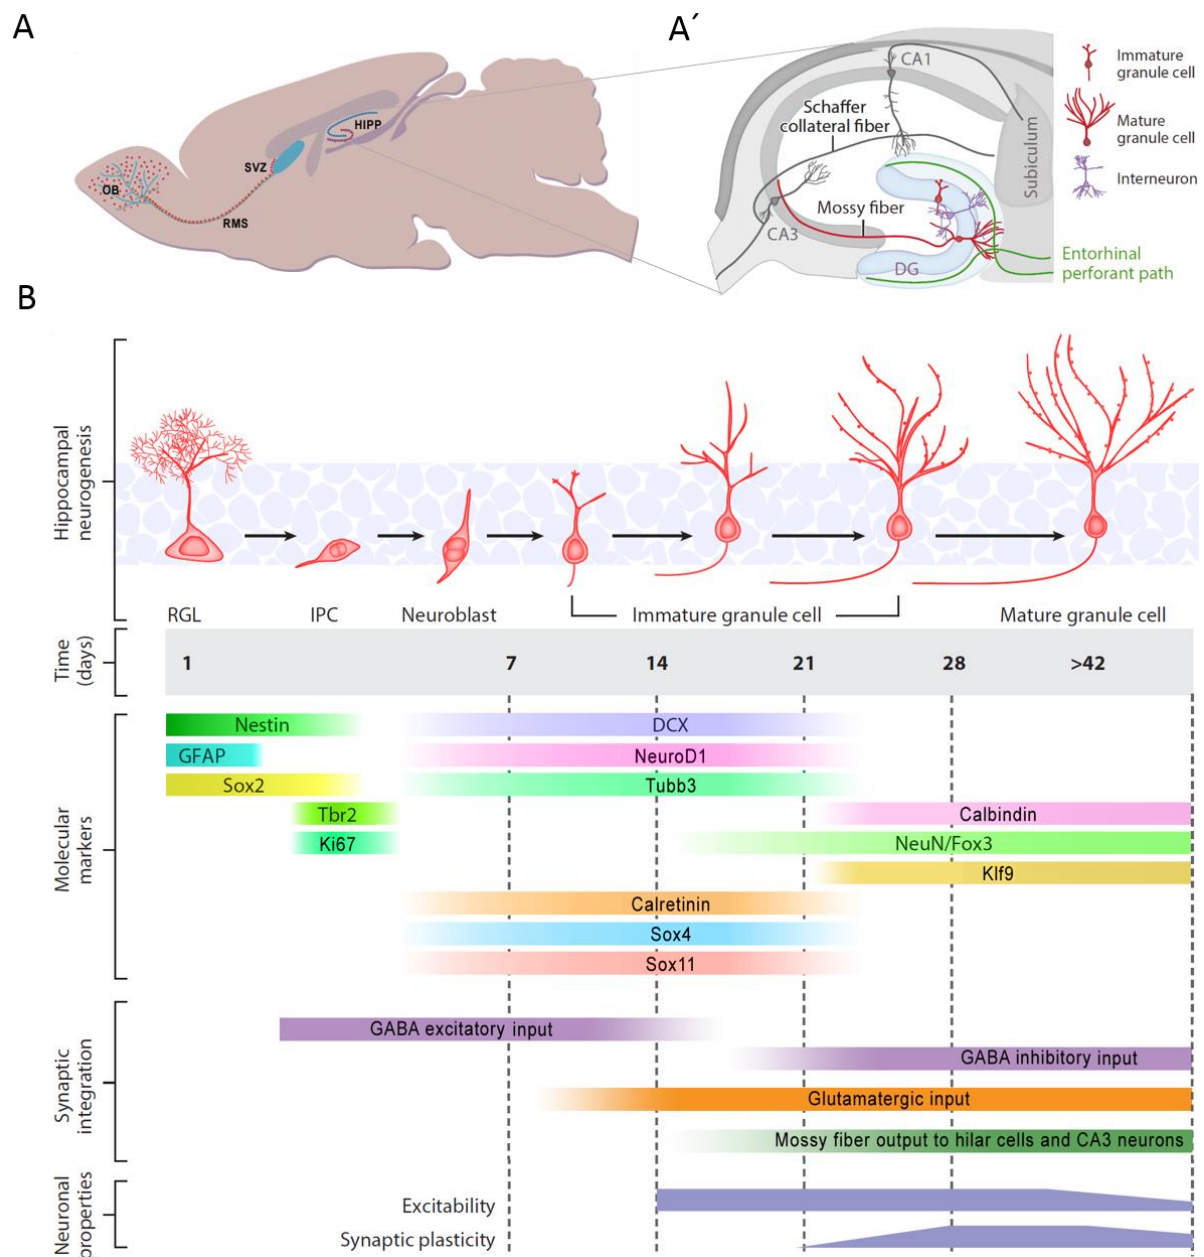 A
OB
RMS
SVZ
HIPP
A´
CA1
Schaffer
collateral fiber
Mossy fiber
CA3
DG
Subiculum
Immature
granule cell
Mature
granule cell
Interneuron
Entorhinal
perforant path
B
Hippocampal
neurogenesis
RGL
IPC
Neuroblast
Immature granule cell
Mature granule cell
Time
(days)
1
7
14
21
28
>42
Molecular
markers
Nestin
DCX
GFAP
NeuroD1
Sox2
Tubb3
Tbr2
Calbindin
Ki67
NeuN/Fox3
Klf9
Calretinin
Sox4
Sox11
Synaptic
integration
GABA excitatory input
GABA inhibitory input
Glutamatergic input
Mossy fiber output to hilar cells and CA3 neurons
Neuronal
properties
Excitability
Synaptic plasticity